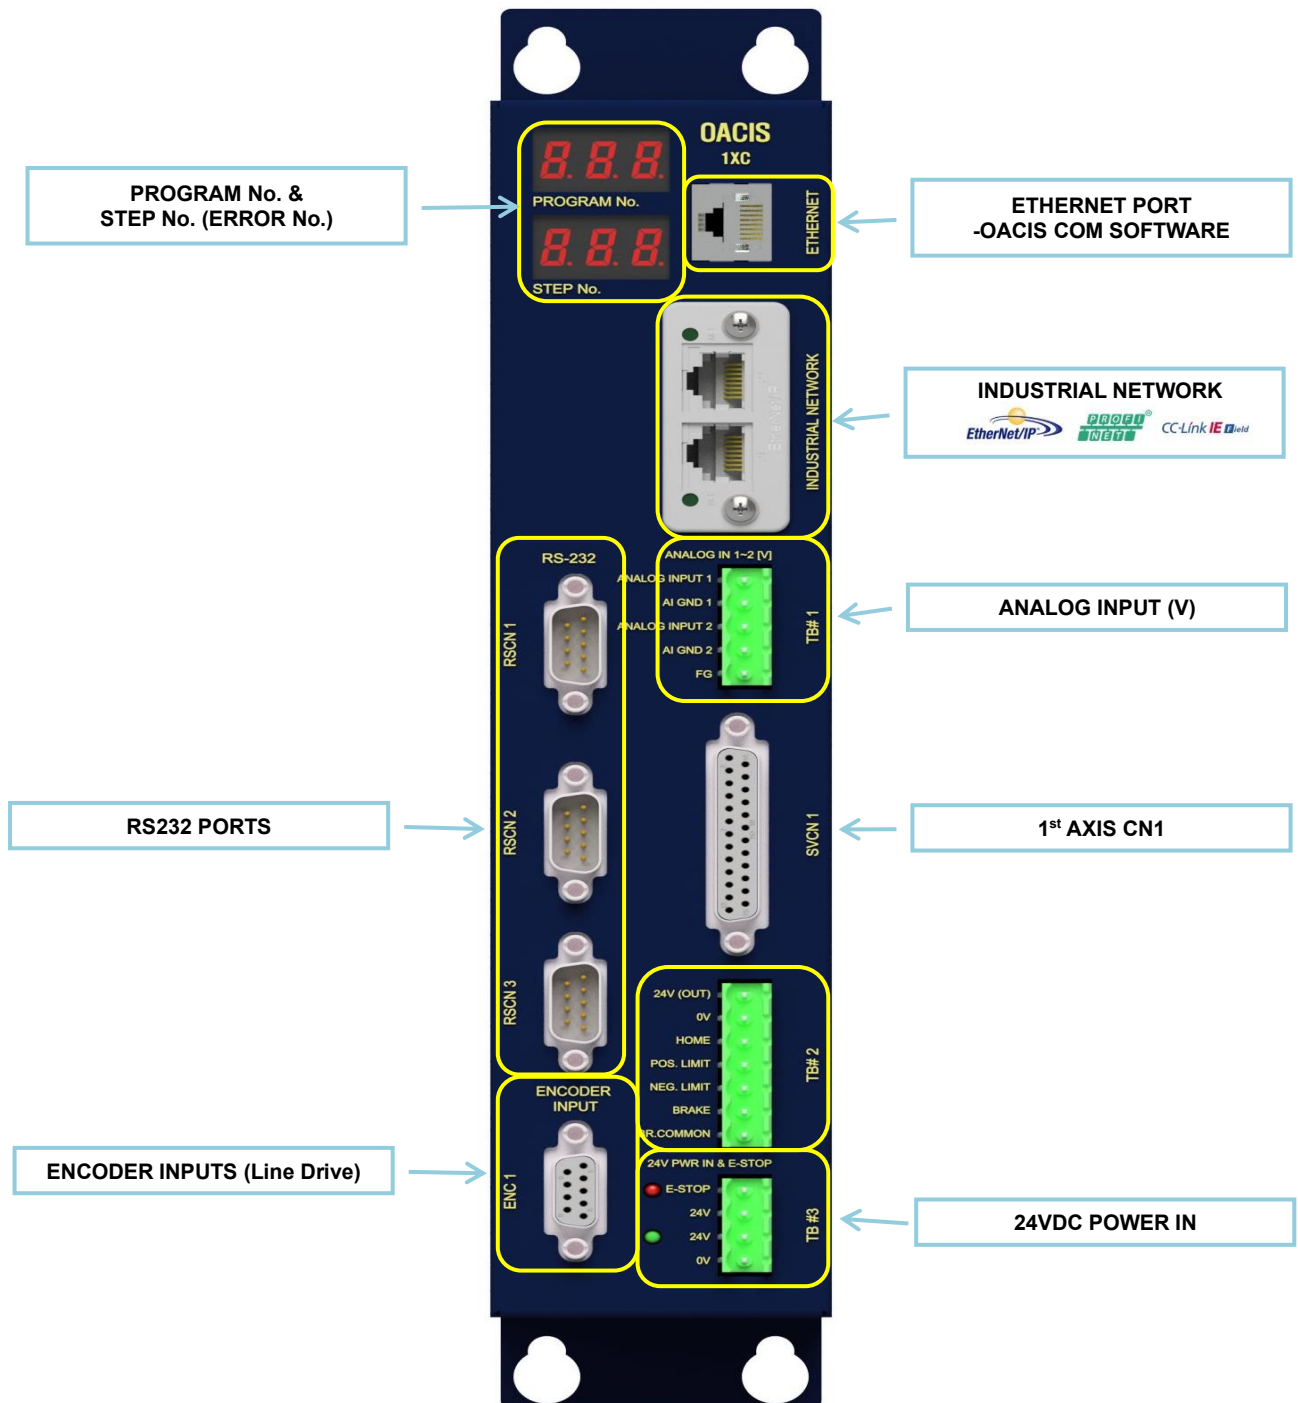 OACIS
1XC
8.8.8.
PROGRAM No.
8.8.8.
STEP No.
ETHERNET
PROGRAM No. &
STEP No. (ERROR No.)
ETHERNET PORT
-OACIS COM SOFTWARE
INDUSTRIAL NETWORK
INDUSTRIAL NETWORK
EtherNet/IP
PROFI
NET
CC-Link IE Field
RS-232
RSCN 1
ANALOG IN 1~2 [V]
ANALOG INPUT 1
AI GND 1
ANALOG INPUT 2
AI GND 2
FG
TB# 1
ANALOG INPUT (V)
RS232 PORTS
RSCN 2
SVCN 1
1st AXIS CN1
RSCN 3
24V (OUT)
0V
HOME
POS. LIMIT
NEG. LIMIT
BRAKE
BR.COMMON
TB# 2
ENCODER INPUTS (Line Drive)
ENCODER
INPUT
ENC 1
24V PWR IN & E-STOP
E-STOP
24V
24V
0V
TB #3
24VDC POWER IN